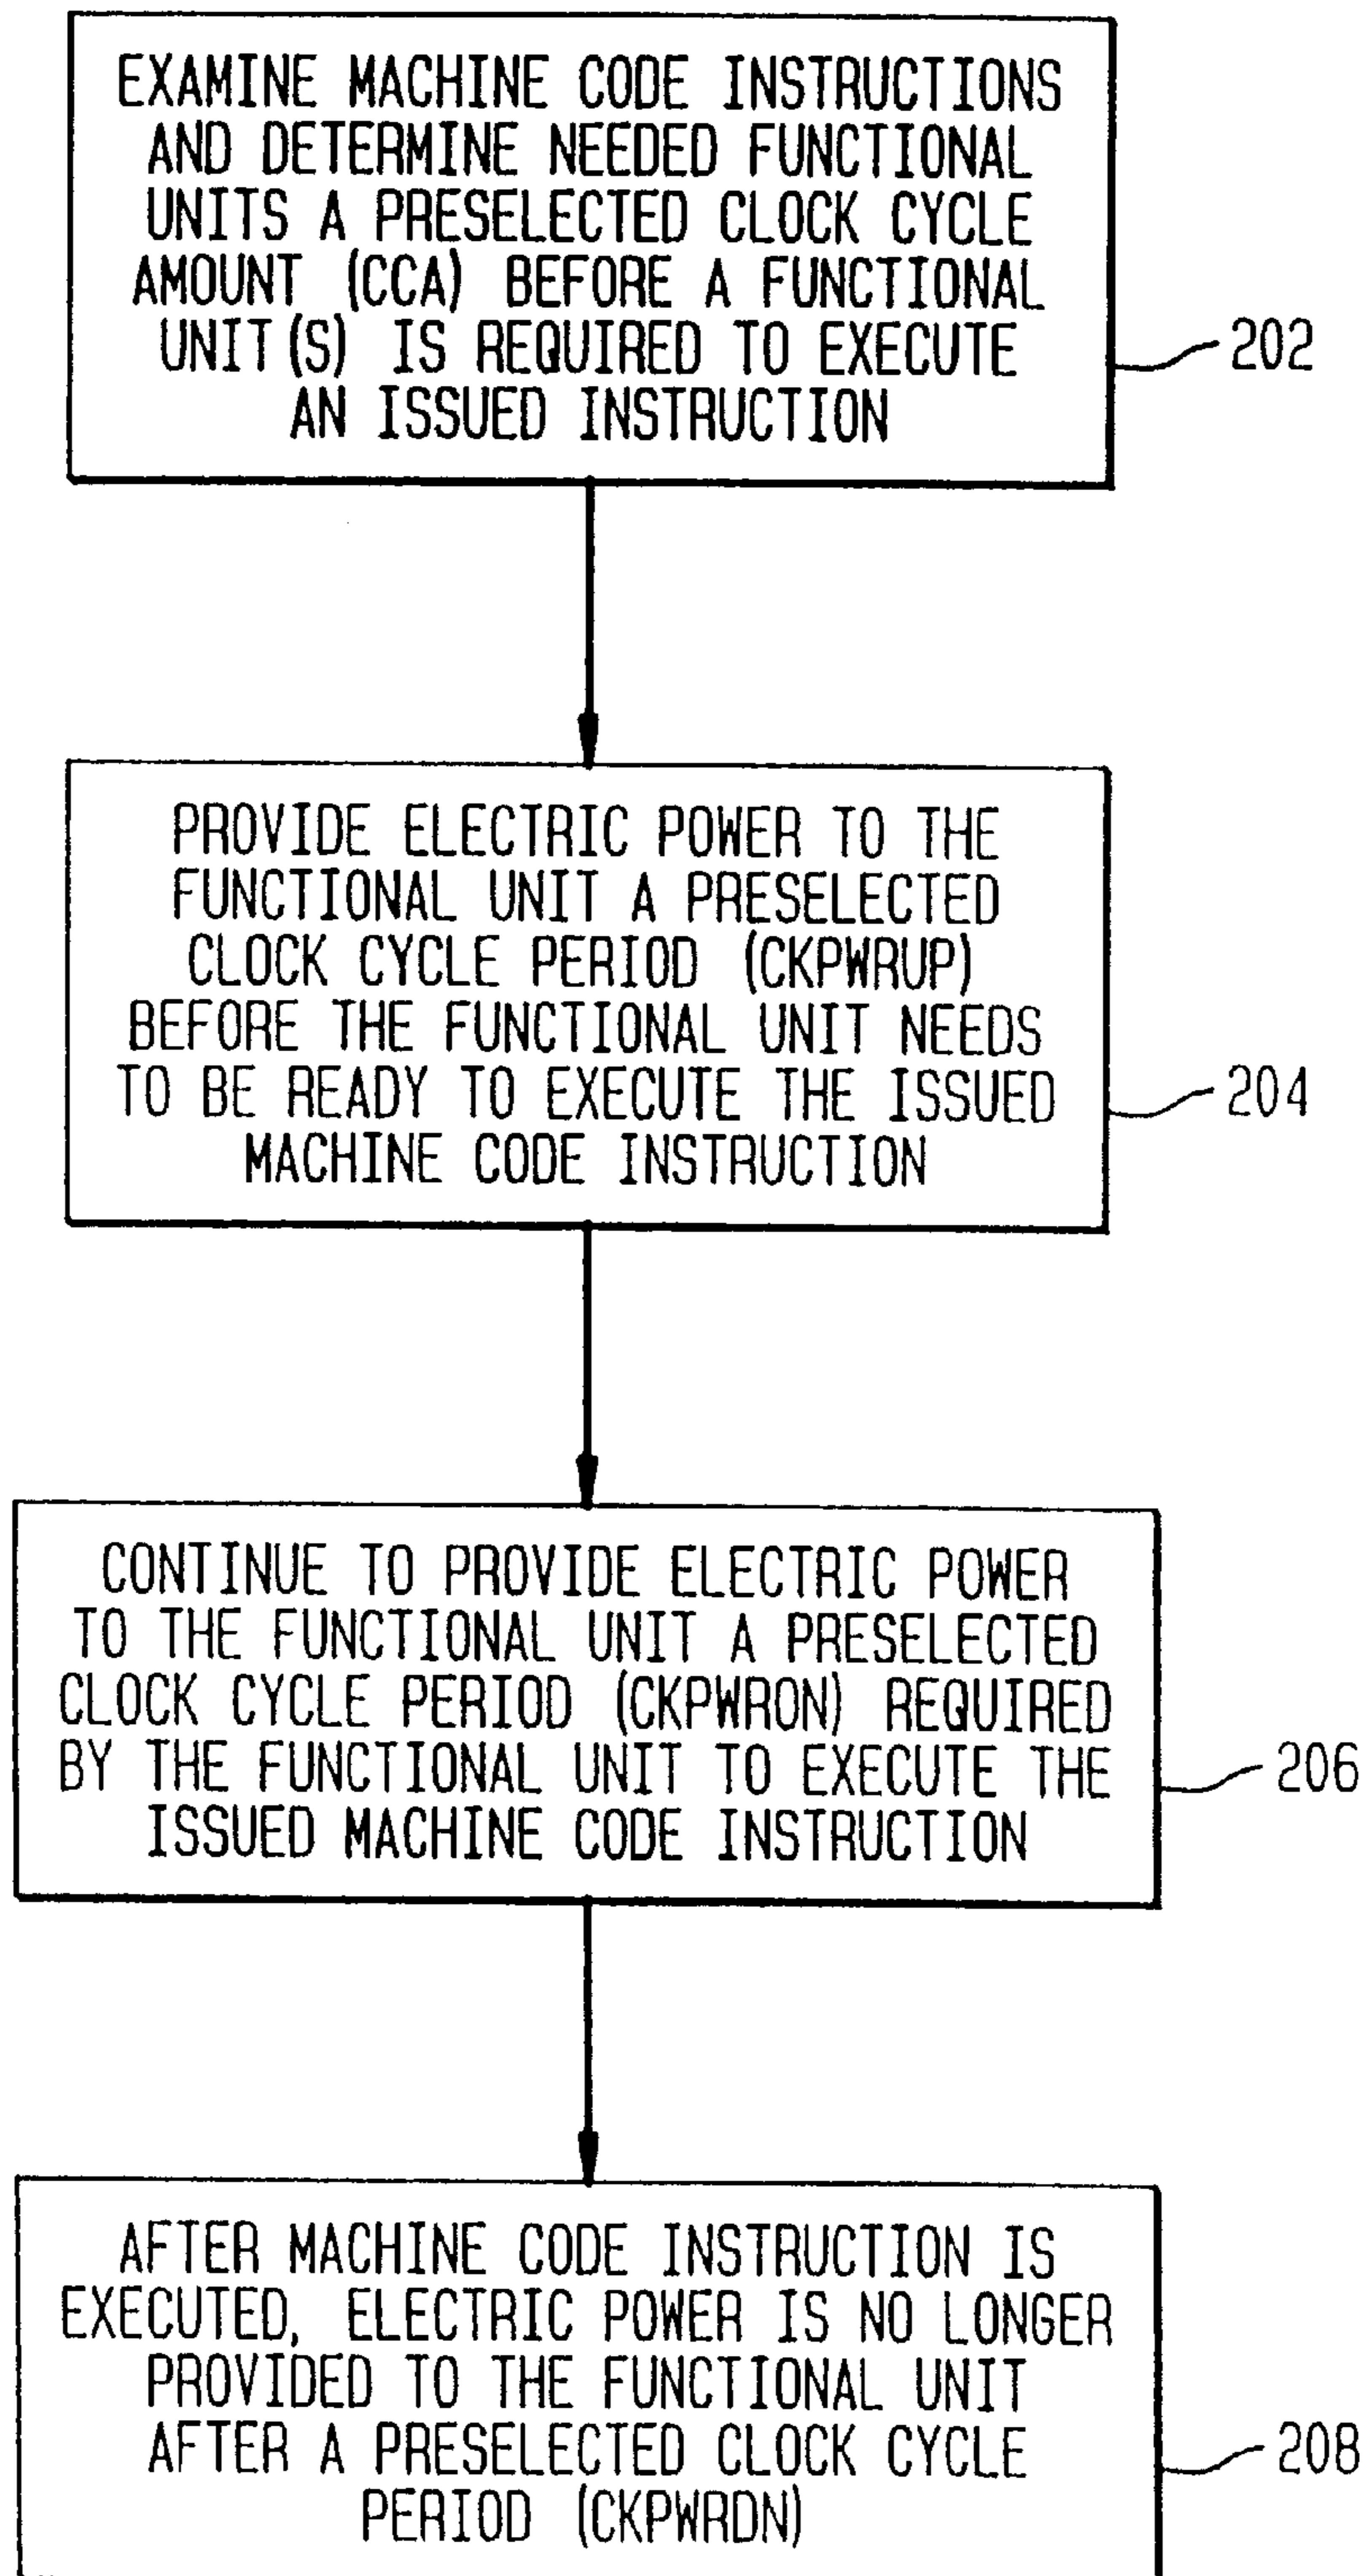 EXAMINE MACHINE CODE INSTRUCTIONS
AND DETERMINE NEEDED FUNCTIONAL
UNITS A PRESELECTED CLOCK CYCLE
AMOUNT (CCA) BEFORE A FUNCTIONAL
UNIT(S) IS REQUIRED TO EXECUTE
AN ISSUED INSTRUCTION
202
PROVIDE ELECTRIC POWER TO THE
FUNCTIONAL UNIT A PRESELECTED
CLOCK CYCLE PERIOD (CKPWRUP)
BEFORE THE FUNCTIONAL UNIT NEEDS
TO BE READY TO EXECUTE THE ISSUED
MACHINE CODE INSTRUCTION
204
CONTINUE TO PROVIDE ELECTRIC POWER
TO THE FUNCTIONAL UNIT A PRESELECTED
CLOCK CYCLE PERIOD (CKPWRON) REQUIRED
BY THE FUNCTIONAL UNIT TO EXECUTE THE
ISSUED MACHINE CODE INSTRUCTION
206
AFTER MACHINE CODE INSTRUCTION IS
EXECUTED, ELECTRIC POWER IS NO LONGER
PROVIDED TO THE FUNCTIONAL UNIT
AFTER A PRESELECTED CLOCK CYCLE
PERIOD (CKPWRDN)
208